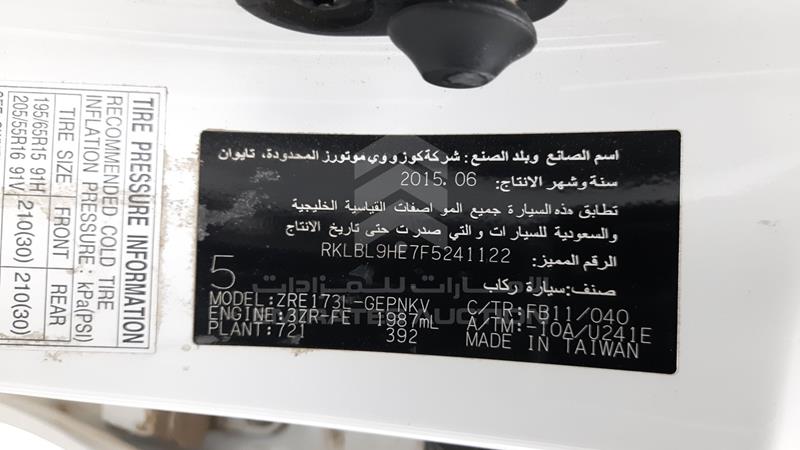 TIRE PRESSURE INFORMATION
RECOMMENDED COLD TIRE
INFLATION PRESSURE : kPa(PSI)
TIRE SIZE FRONT REAR
195/65R15 91H
205/55R16 91V 210(30) 210(30)
اسم الصانع وبلد الصنع: شركة كوزووي موتورز المحدودة، تايوان
سنة وشهر الانتاج: 2015.06
تطابق هذه السيارة جميع المواصفات القياسية الخليجية
والسعودية للسيارات والتي صدرت حتى تاريخ الانتاج
الرقم المميز: RKLBL9HE7F5241122
صنف: سيارة ركاب
5
MODEL:ZRE173L-GEPNKV C/TR:FB11/040
ENGINE:3ZR-FE 1987mL A/TM:-10A/U241E
PLANT:721 392 MADE IN TAIWAN
الإمارات للمزادات
EMIRATES AUCTION